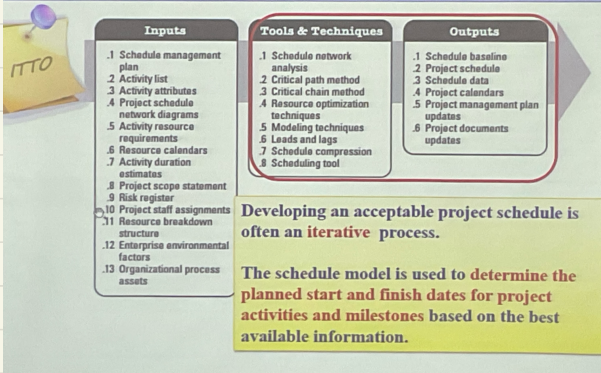 ITTO
Inputs
.1 Schedule management
plan
.2 Activity list
.3 Activity attributes
.4 Project schedule
network diagrams
.5 Activity resource
requirements
.6 Resource calendars
.7 Activity duration
estimates
.8 Project scope statement
.9 Risk register
.10 Project staff assignments
.11 Resource breakdown
structure
.12 Enterprise environmental
factors
.13 Organizational process
assets
Tools & Techniques
.1 Schedule network
analysis
.2 Critical path method
.3 Critical chain method
.4 Resource optimization
techniques
.5 Modeling techniques
.6 Leads and lags
.7 Schedule compression
.8 Scheduling tool
Outputs
.1 Schedule baseline
.2 Project schedule
.3 Schedule data
.4 Project calendars
.5 Project management plan
updates
.6 Project documents
updates
Developing an acceptable project schedule is
often an iterative process.
The schedule model is used to determine the
planned start and finish dates for project
activities and milestones based on the best
available information.